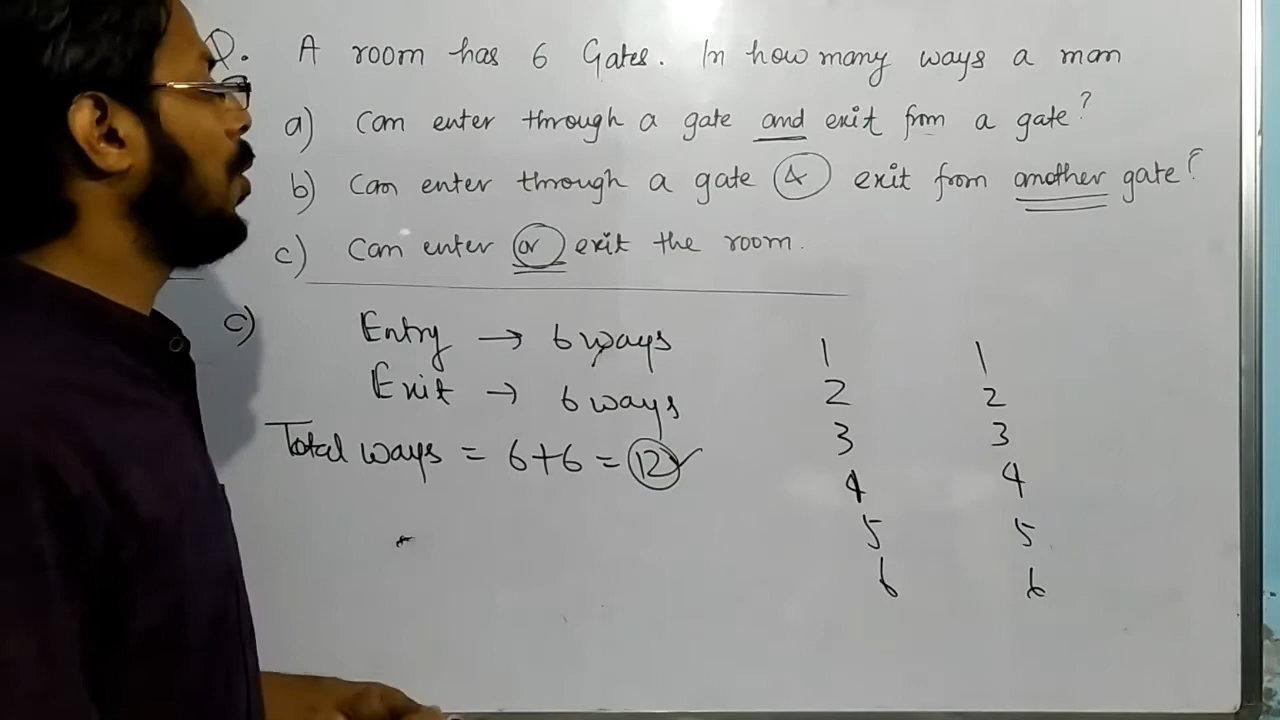 Q. A room has 6 Gates. In how many ways a man
a) Can enter through a gate and exit from a gate?
b) Can enter through a gate & exit from another gate?
c) Can enter or exit the room.
c) Entry → 6 ways
Exit → 6 ways
Total ways = 6+6 = 12
1 1
2 2
3 3
4 4
5 5
6 6